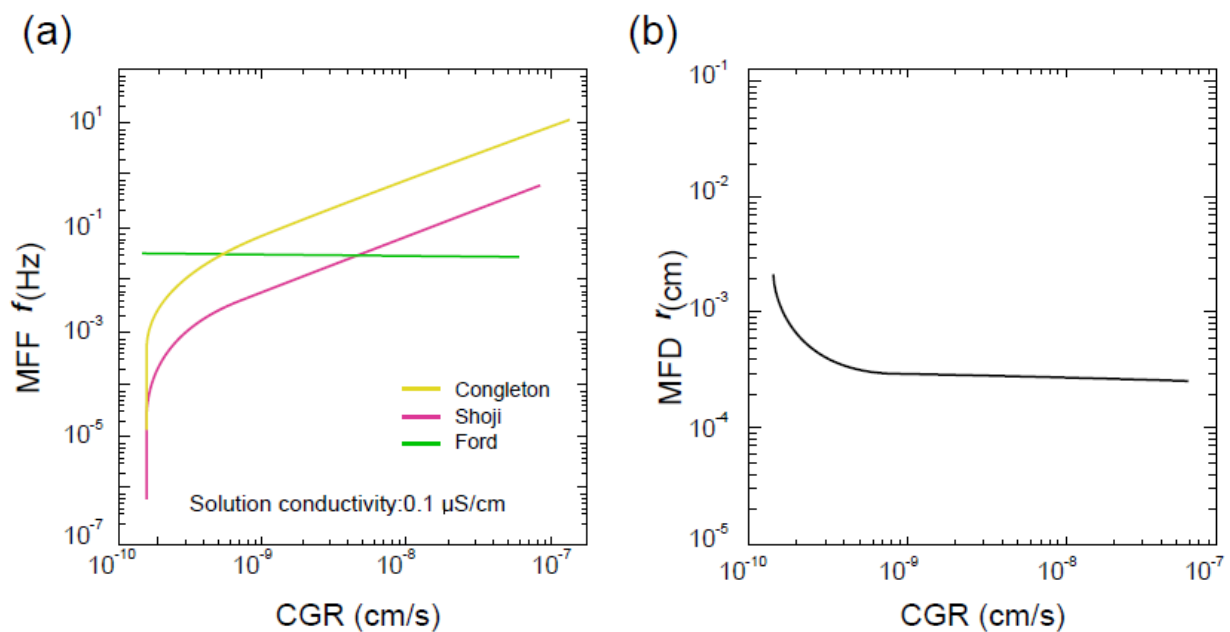 (a)
10^1
10^-1
10^-3
10^-5
10^-7
MFF f(Hz)
Congleton
Shoji
Ford
Solution conductivity:0.1 μS/cm
10^-10
10^-9
10^-8
10^-7
CGR (cm/s)
(b)
10^-1
10^-2
10^-3
10^-4
10^-5
MFD r(cm)
10^-10
10^-9
10^-8
10^-7
CGR (cm/s)